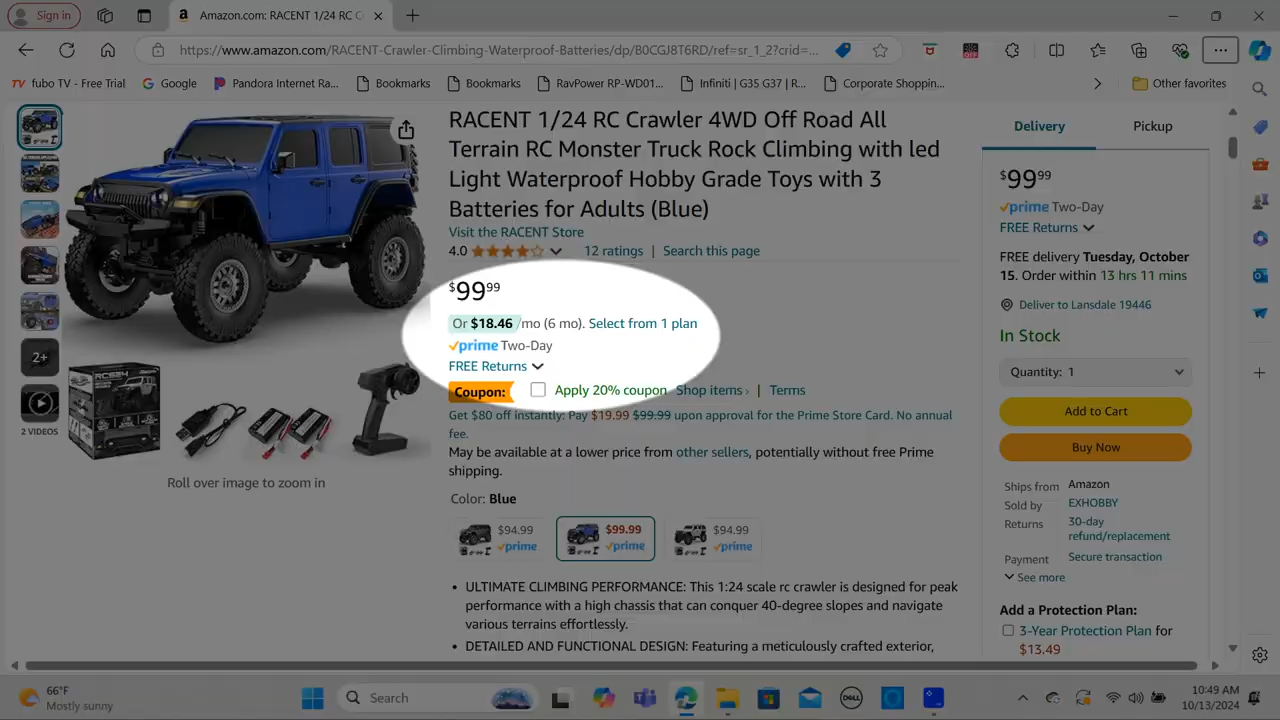 Sign in
Amazon.com: RACENT 1/24 RC C
https://www.amazon.com/RACENT-Crawler-Climbing-Waterproof-Batteries/dp/B0CGJ8T6RD/ref=sr_1_2?crid=...
TV fubo TV - Free Trial
Google
Pandora Internet Ra...
Bookmarks
Bookmarks
RavPower RP-WD01...
Infiniti | G35 G37 | R...
Corporate Shoppin...
Other favorites
2+
2 VIDEOS
Roll over image to zoom in
RACENT 1/24 RC Crawler 4WD Off Road All
Terrain RC Monster Truck Rock Climbing with led
Light Waterproof Hobby Grade Toys with 3
Batteries for Adults (Blue)
Visit the RACENT Store
4.0 12 ratings | Search this page
$99.99
Or $18.46 /mo (6 mo). Select from 1 plan
prime Two-Day
FREE Returns
Coupon: Apply 20% coupon Shop items › | Terms
Get $80 off instantly: Pay $19.99 $99.99 upon approval for the Prime Store Card. No annual
fee.
May be available at a lower price from other sellers, potentially without free Prime
shipping.
Color: Blue
$94.99
prime
$99.99
prime
$94.99
prime
• ULTIMATE CLIMBING PERFORMANCE: This 1:24 scale rc crawler is designed for peak
performance with a high chassis that can conquer 40-degree slopes and navigate
various terrains effortlessly.
• DETAILED AND FUNCTIONAL DESIGN: Featuring a meticulously crafted exterior,
Delivery
Pickup
$99.99
prime Two-Day
FREE Returns
FREE delivery Tuesday, October
15. Order within 13 hrs 11 mins
Deliver to Lansdale 19446
In Stock
Quantity: 1
Add to Cart
Buy Now
Ships from Amazon
Sold by EXHOBBY
Returns 30-day
refund/replacement
Payment Secure transaction
See more
Add a Protection Plan:
3-Year Protection Plan for
$13.49
66°F
Mostly sunny
Search
DELL
10:49 AM
10/13/2024